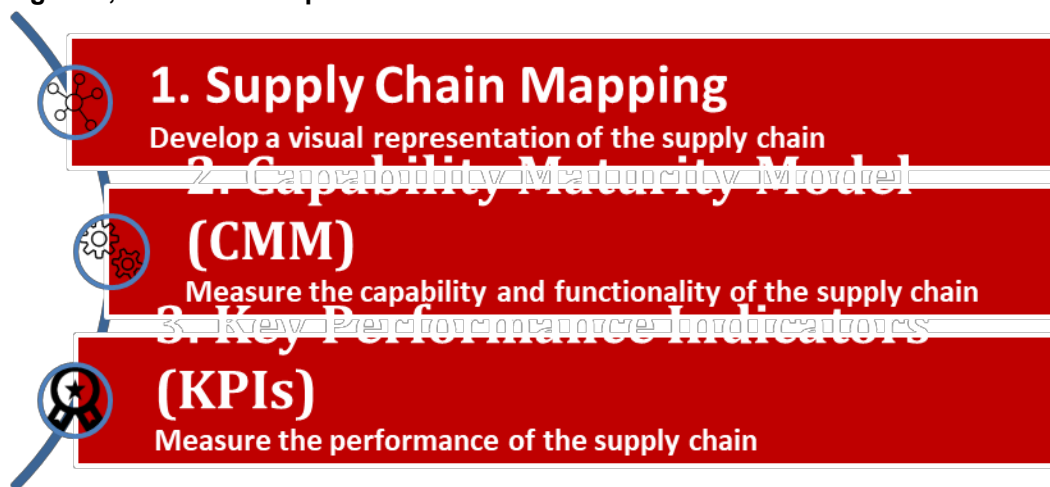 1. Supply Chain Mapping
Develop a visual representation of the supply chain
2. Capability Maturity Model
(CMM)
Measure the capability and functionality of the supply chain
3. Key Performance Indicators
(KPIs)
Measure the performance of the supply chain